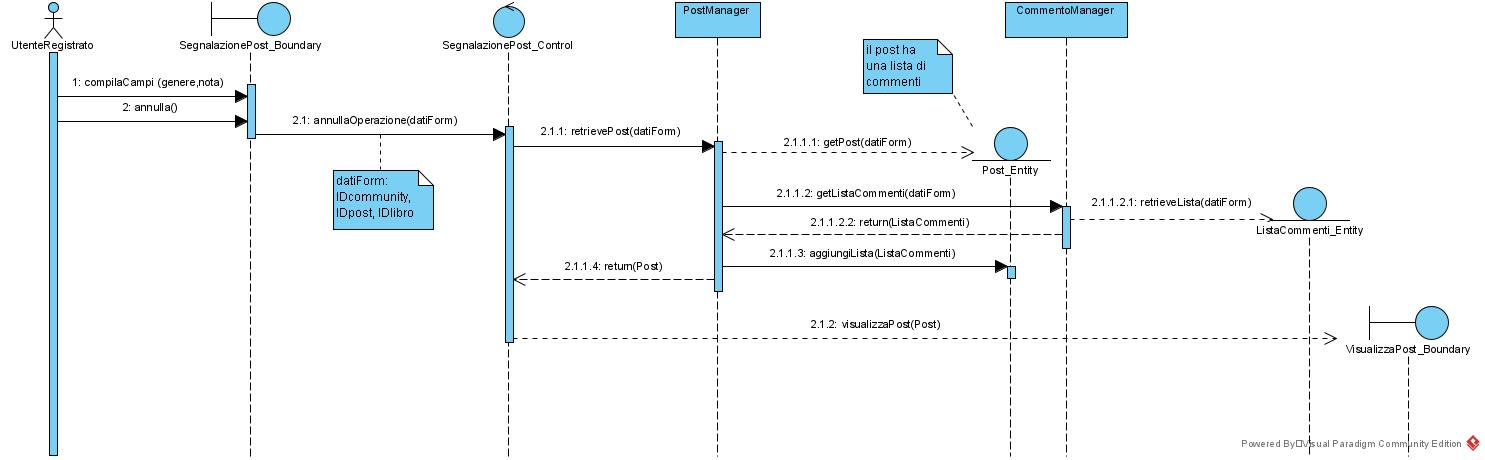 UtenteRegistrato
SegnalazionePost_Boundary
SegnalazionePost_Control
PostManager
CommentoManager
il post ha
una lista di
commenti
1: compilaCampi (genere,nota)
2: annulla()
2.1: annullaOperazione(datiForm)
2.1.1: retrievePost(datiForm)
2.1.1.1: getPost(datiForm)
Post_Entity
datiForm:
IDcommunity,
IDpost, IDlibro
2.1.1.2: getListaCommenti(datiForm)
2.1.1.2.1: retrieveLista(datiForm)
2.1.1.2.2: return(ListaCommenti)
ListaCommenti_Entity
2.1.1.3: aggiungiLista(ListaCommenti)
2.1.1.4: return(Post)
2.1.2: visualizzaPost(Post)
VisualizzaPost_Boundary
Powered By Visual Paradigm Community Edition